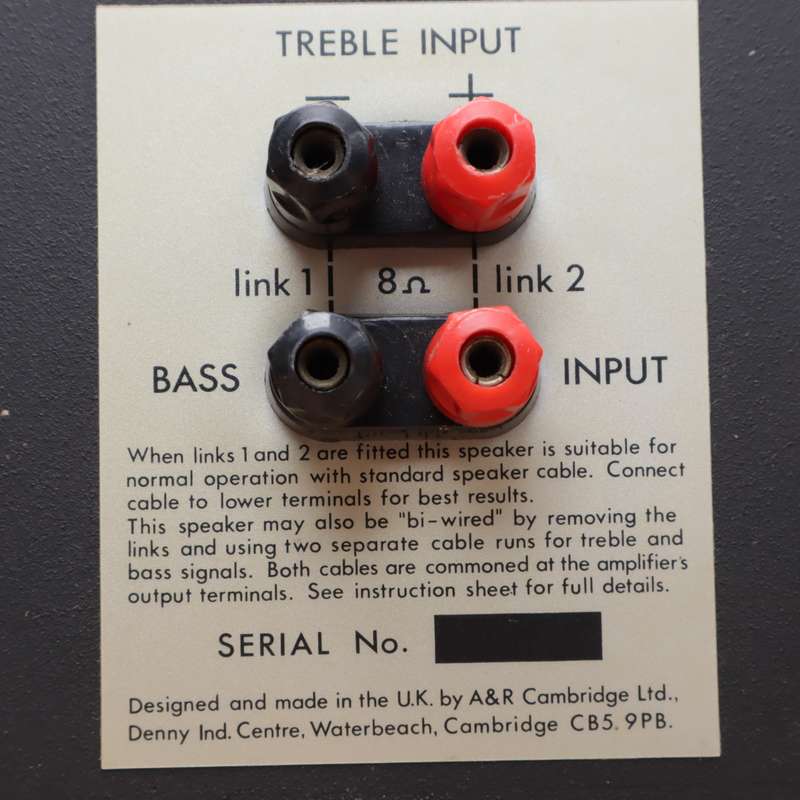 TREBLE INPUT
− +
link 1 8Ω link 2
BASS INPUT
When links 1 and 2 are fitted this speaker is suitable for
normal operation with standard speaker cable. Connect
cable to lower terminals for best results.
This speaker may also be "bi-wired" by removing the
links and using two separate cable runs for treble and
bass signals. Both cables are commoned at the amplifier's
output terminals. See instruction sheet for full details.
SERIAL No.
Designed and made in the U.K. by A&R Cambridge Ltd.,
Denny Ind. Centre, Waterbeach, Cambridge CB5 9PB.